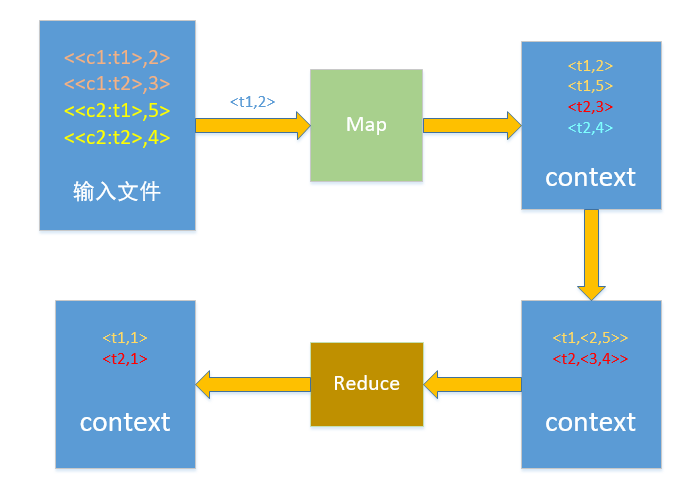 <<c1:t1>,2>
<<c1:t2>,3>
<<c2:t1>,5>
<<c2:t2>,4>
输入文件
<t1,2>
Map
<t1,2>
<t1,5>
<t2,3>
<t2,4>
context
<t1,<2,5>>
<t2,<3,4>>
context
Reduce
<t1,1>
<t2,1>
context